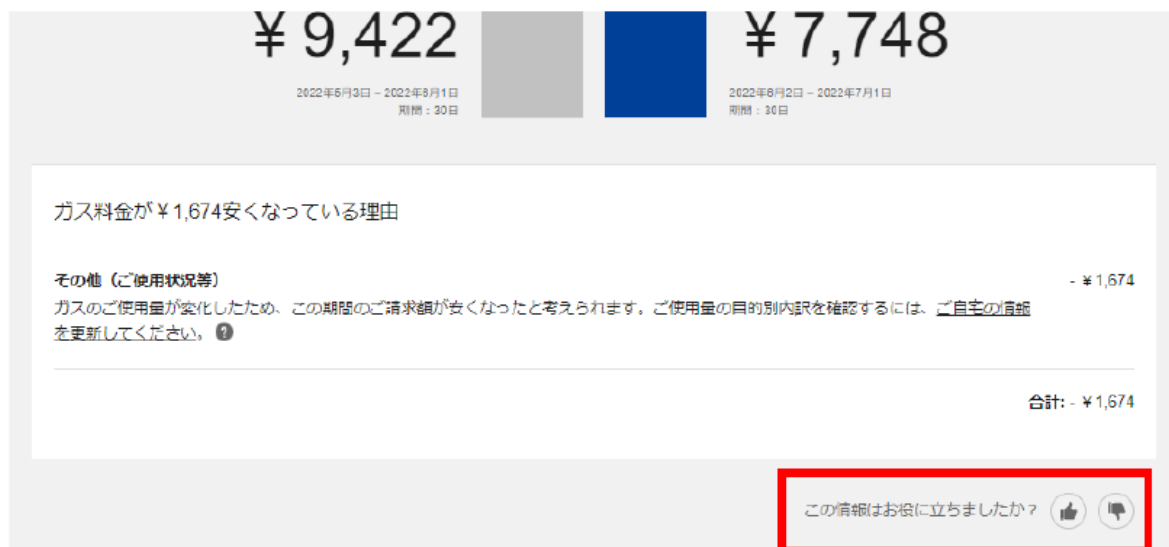 ¥ 9,422
¥ 7,748
2022年5月3日 – 2022年6月1日
期間：30日
2022年6月2日 – 2022年7月1日
期間：30日
ガス料金が¥1,674安くなっている理由
その他（ご使用状況等）
- ¥1,674
ガスのご使用量が変化したため、この期間のご請求額が安くなったと考えられます。ご使用量の目的別内訳を確認するには、ご自宅の情報
を更新してください。
合計: - ¥1,674
この情報はお役に立ちましたか？